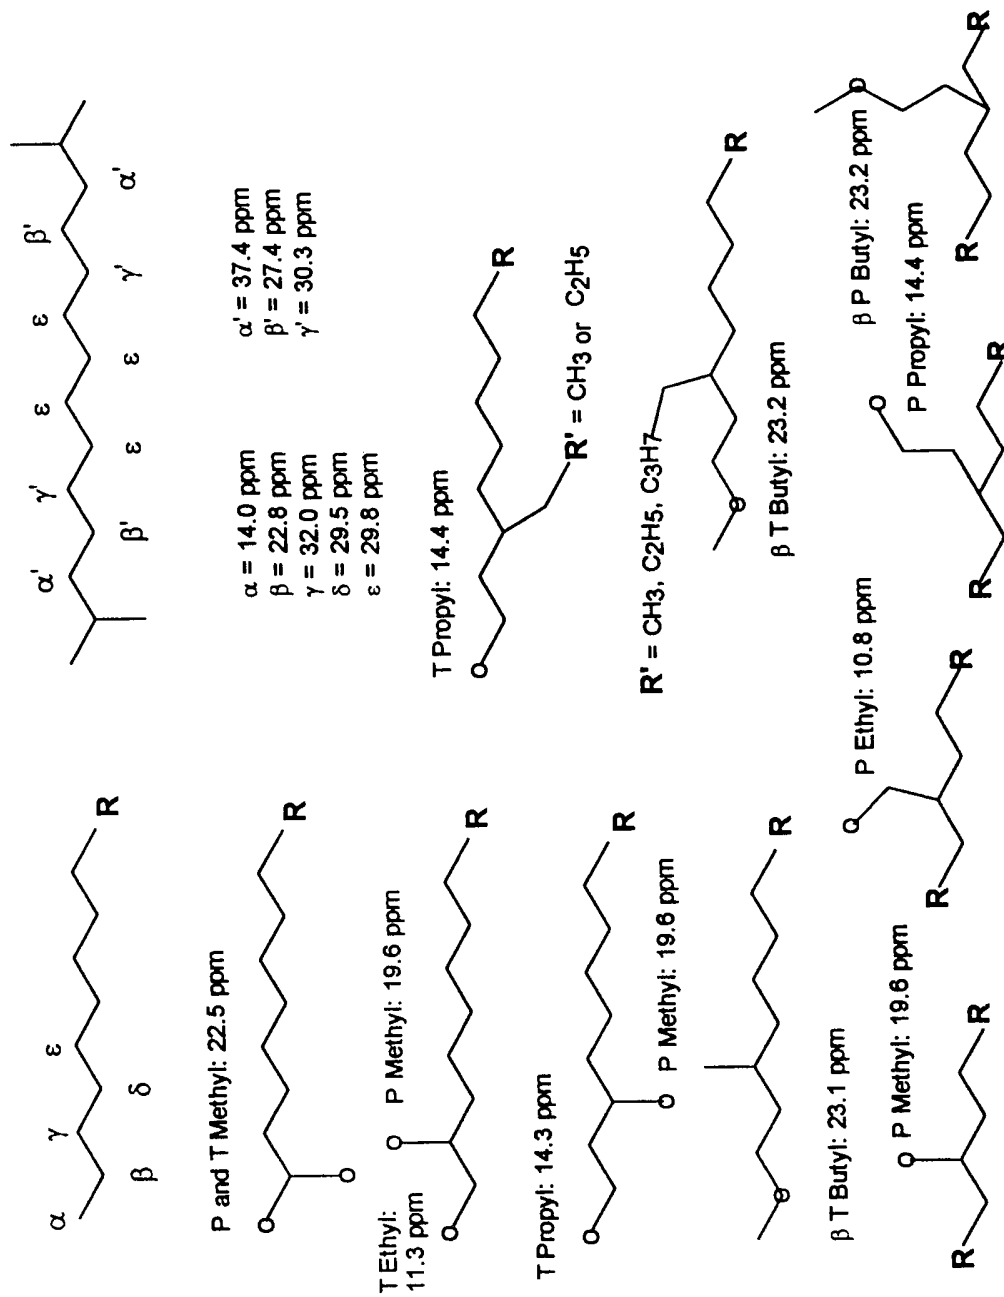 α
β
γ
δ
ε
R
α'
β'
γ'
ε
ε
ε
ε
γ'
β'
α'
α = 14.0 ppm
β = 22.8 ppm
γ = 32.0 ppm
δ = 29.5 ppm
ε = 29.8 ppm
α' = 37.4 ppm
β' = 27.4 ppm
γ' = 30.3 ppm
P and T Methyl: 22.5 ppm
O
O
R
T Ethyl:
11.3 ppm
P Methyl: 19.6 ppm
O
O
R
T Propyl: 14.3 ppm
O
O
P Methyl: 19.6 ppm
R
β T Butyl: 23.1 ppm
O
R
T Propyl: 14.4 ppm
O
R
R' = CH3 or C2H5
R' = CH3, C2H5, C3H7
O
R
β T Butyl: 23.2 ppm
P Methyl: 19.6 ppm
O
R
R
P Ethyl: 10.8 ppm
O
R
R
P Propyl: 14.4 ppm
O
R
R
β P Butyl: 23.2 ppm
O
R
R